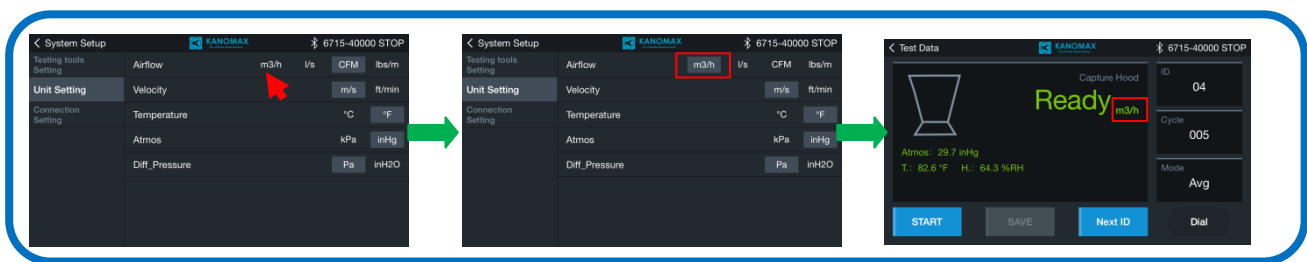 System Setup KANOMAX 6715-40000 STOP
Testing tools Setting
Airflow m3/h l/s CFM lbs/m
Unit Setting
Velocity m/s ft/min
Connection Setting
Temperature °C °F
Atmos kPa inHg
Diff_Pressure Pa inH2O
System Setup KANOMAX 6715-40000 STOP
Testing tools Setting
Airflow m3/h l/s CFM lbs/m
Unit Setting
Velocity m/s ft/min
Connection Setting
Temperature °C °F
Atmos kPa inHg
Diff_Pressure Pa inH2O
Test Data KANOMAX 6715-40000 STOP
Capture Hood
Ready m3/h
Atmos: 29.7 inHg
T.: 82.6 °F H.: 64.3 %RH
ID
04
Cycle
005
Mode
Avg
START SAVE Next ID Dial